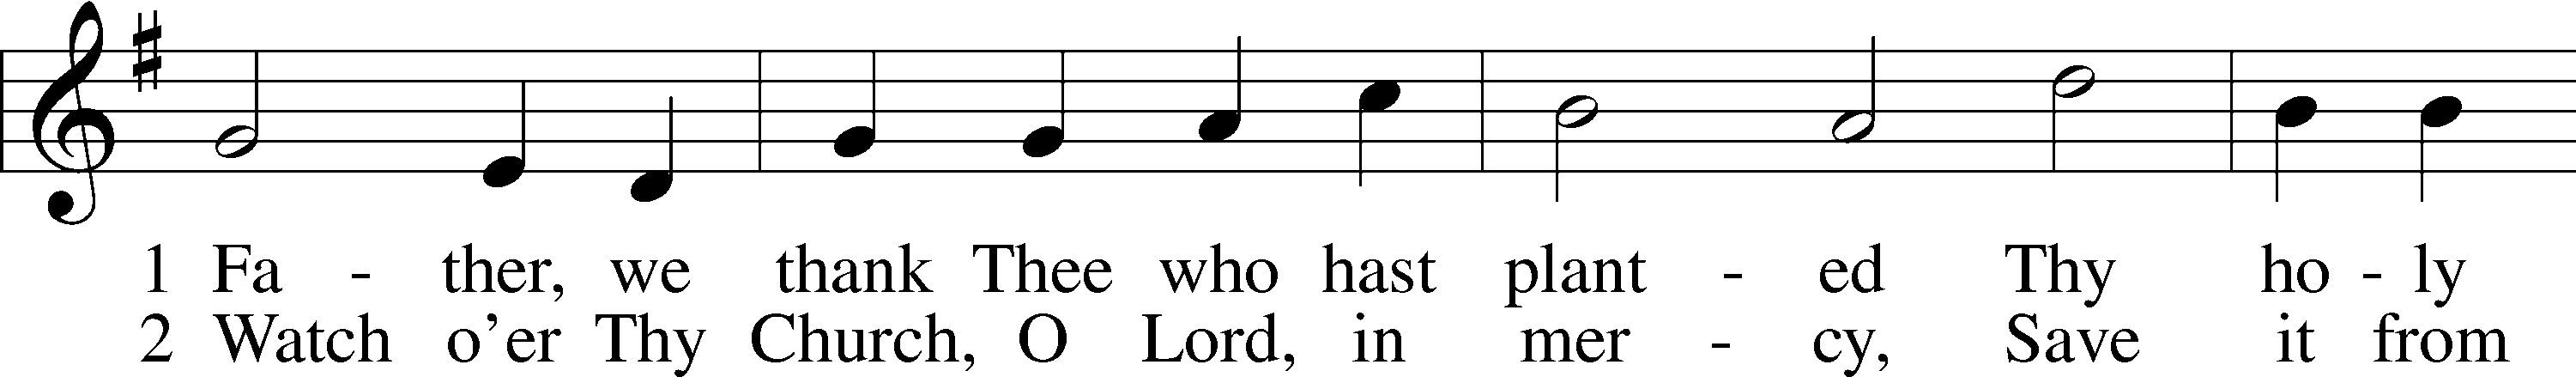 1 Fa - ther, we thank Thee who hast plant - ed Thy ho - ly
2 Watch o’er Thy Church, O Lord, in mer - cy, Save it from